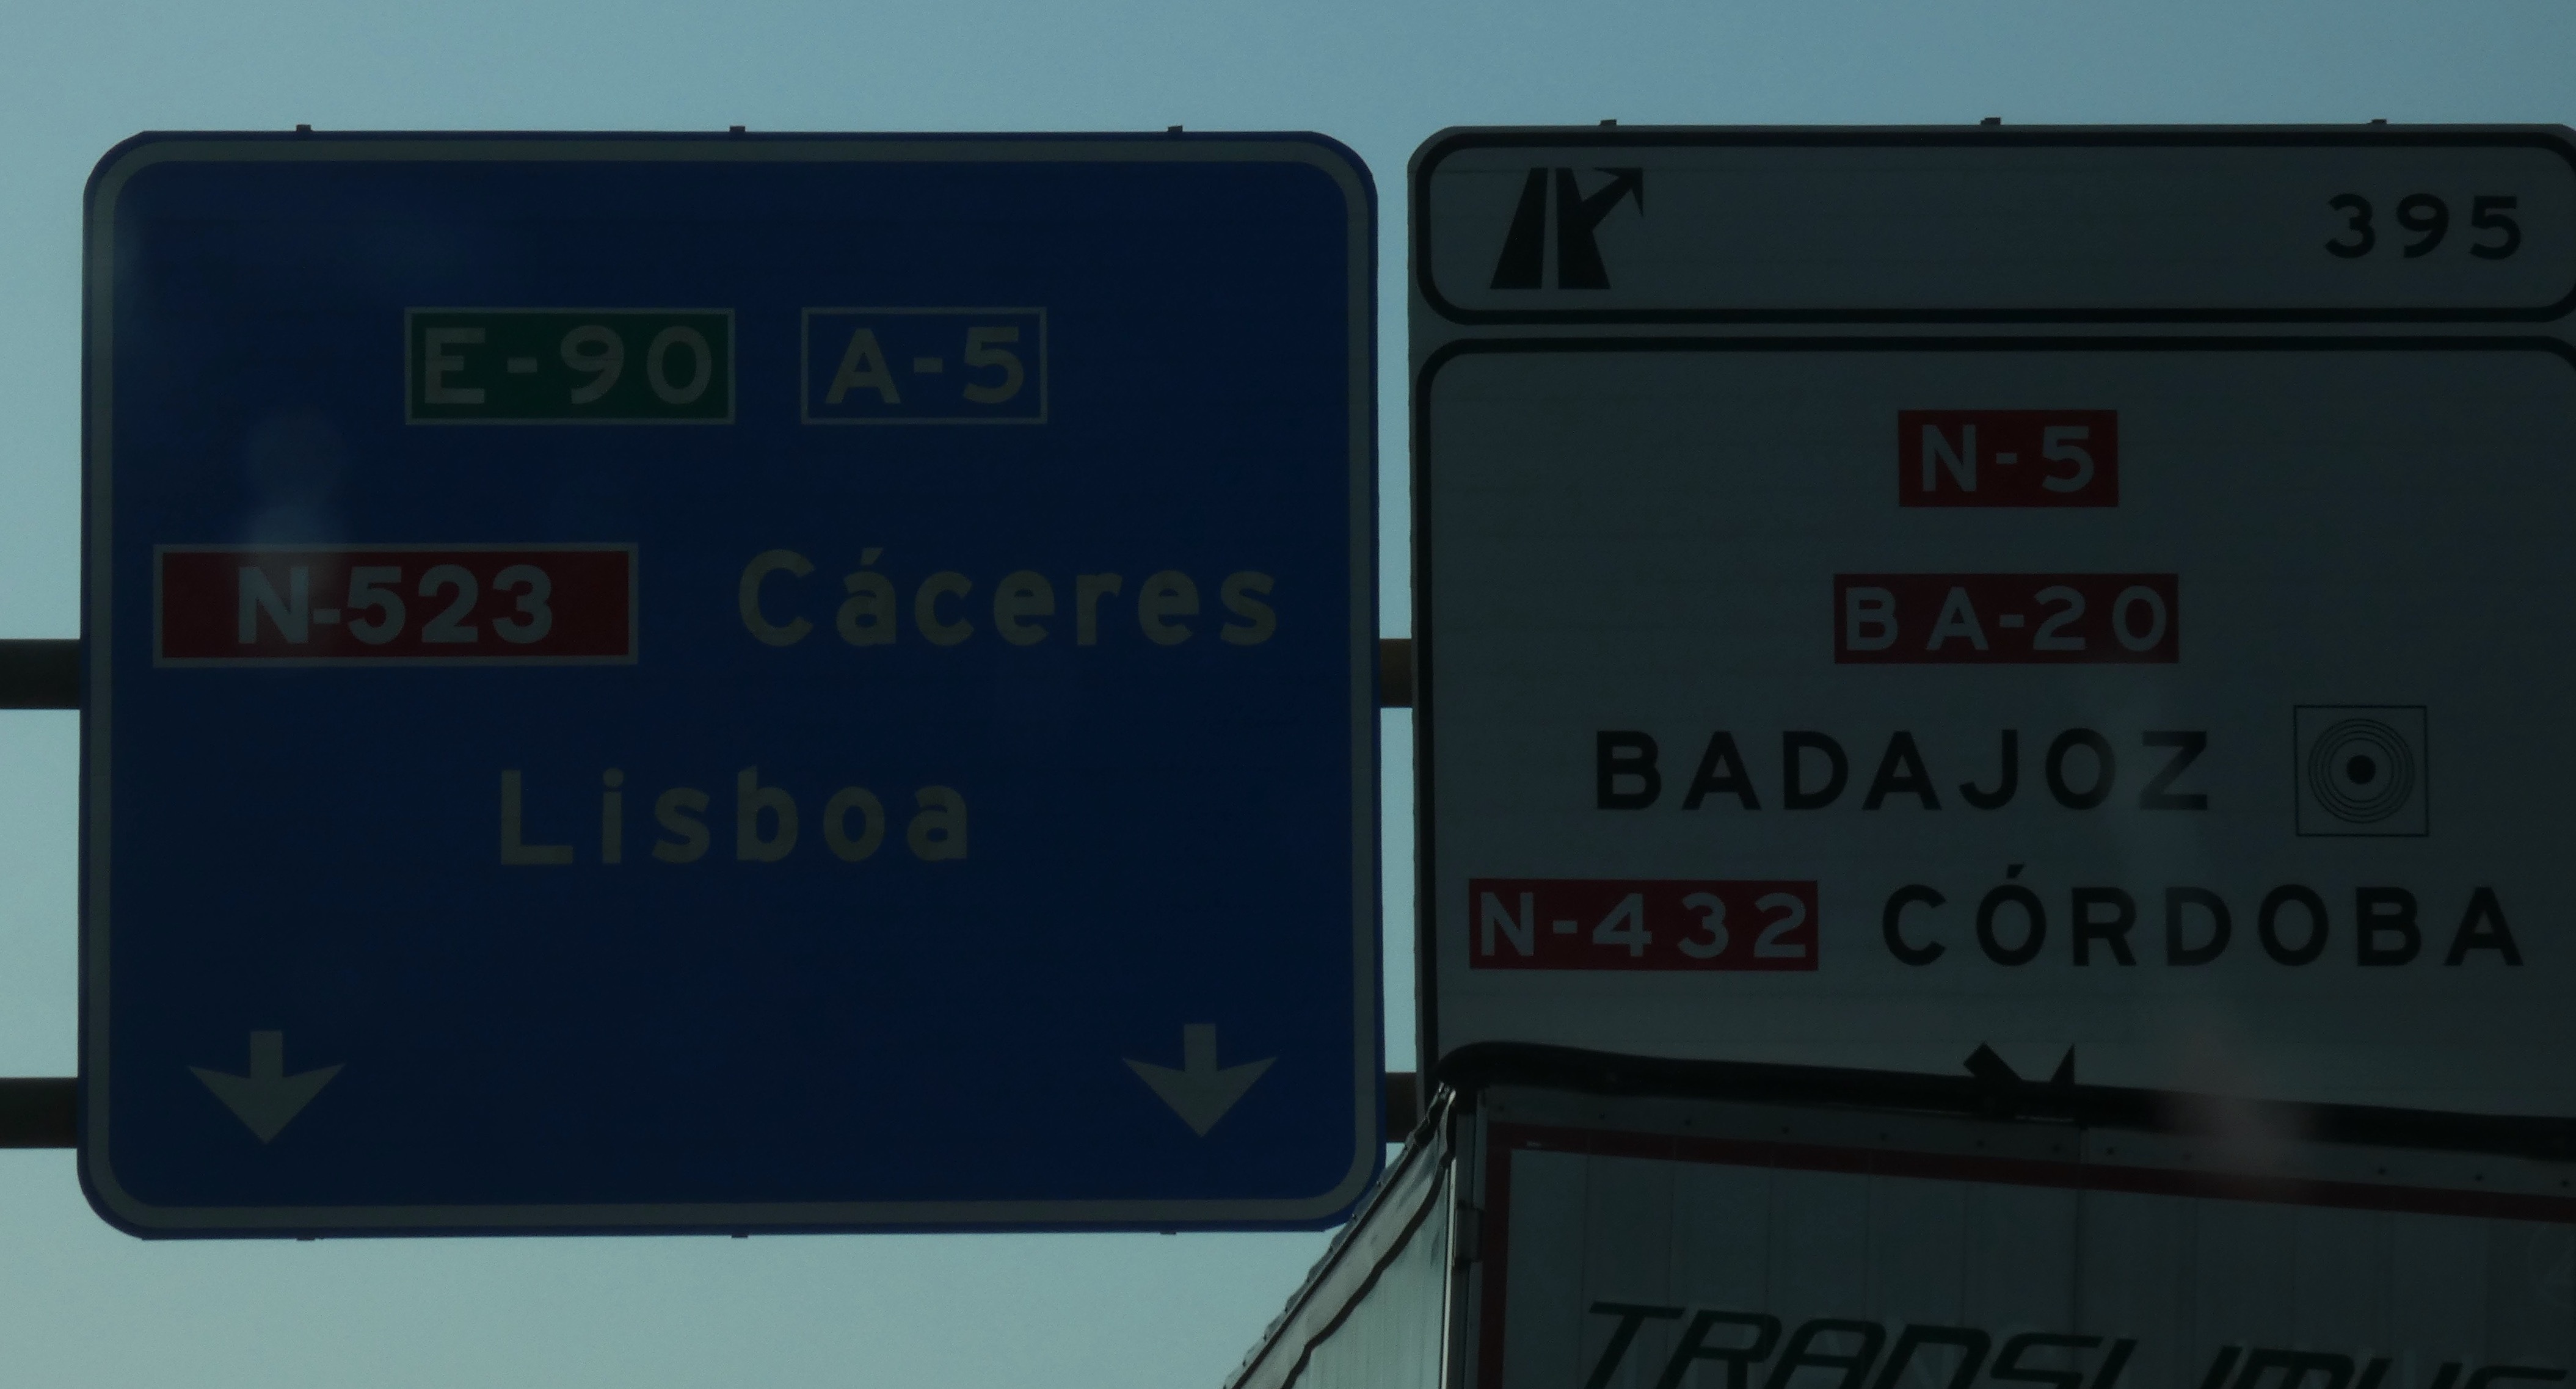 E-90 A-5
N-523 Cáceres
Lisboa
395
N-5
BA-20
BADAJOZ
N-432 CÓRDOBA